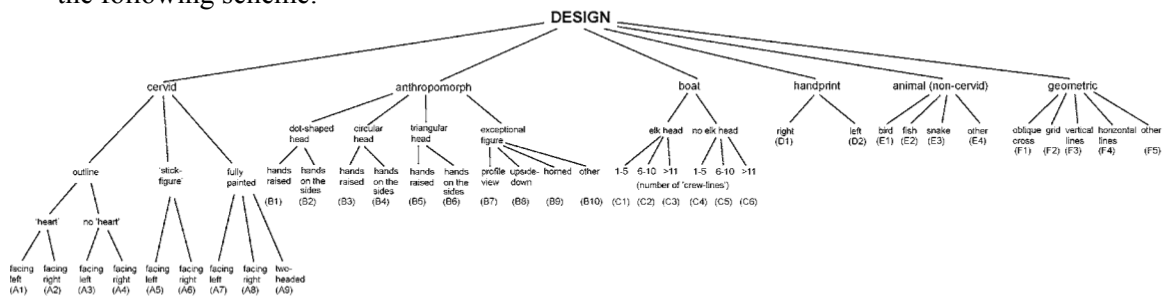 the following scheme:
DESIGN
cervid anthropomorph boat handprint animal (non-cervid) geometric
dot-shaped head circular head triangular head exceptional figure elk head no elk head right (D1) left (D2) bird (E1) fish (E2) snake (E3) other (E4) oblique cross (F1) grid (F2) vertical lines (F3) horizontal lines (F4) other (F5)
outline 'stick-figure' fully painted hands raised (B1) hands on the sides (B2) hands raised (B3) hands on the sides (B4) hands raised (B5) hands on the sides (B6) profile view (B7) upside-down (B8) horned (B9) other (B10) 1-5 6-10 >11 1-5 6-10 >11
(number of 'crew-lines')
(C1) (C2) (C3) (C4) (C5) (C6)
'heart' no 'heart'
facing left (A1) facing right (A2) facing left (A3) facing right (A4) facing left (A5) facing right (A6) facing left (A7) facing right (A8) two-headed (A9)